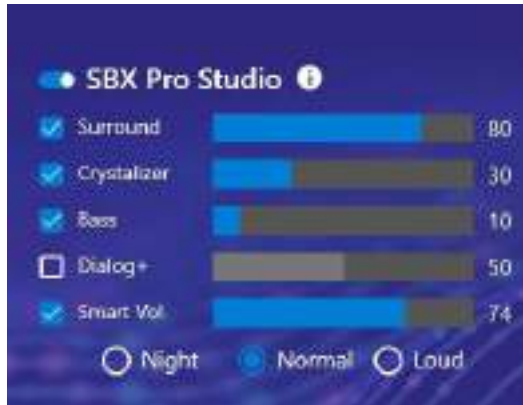 SBX Pro Studio i
Surround 80
Crystalizer 30
Bass 10
Dialog+ 50
Smart Vol 74
Night Normal Loud